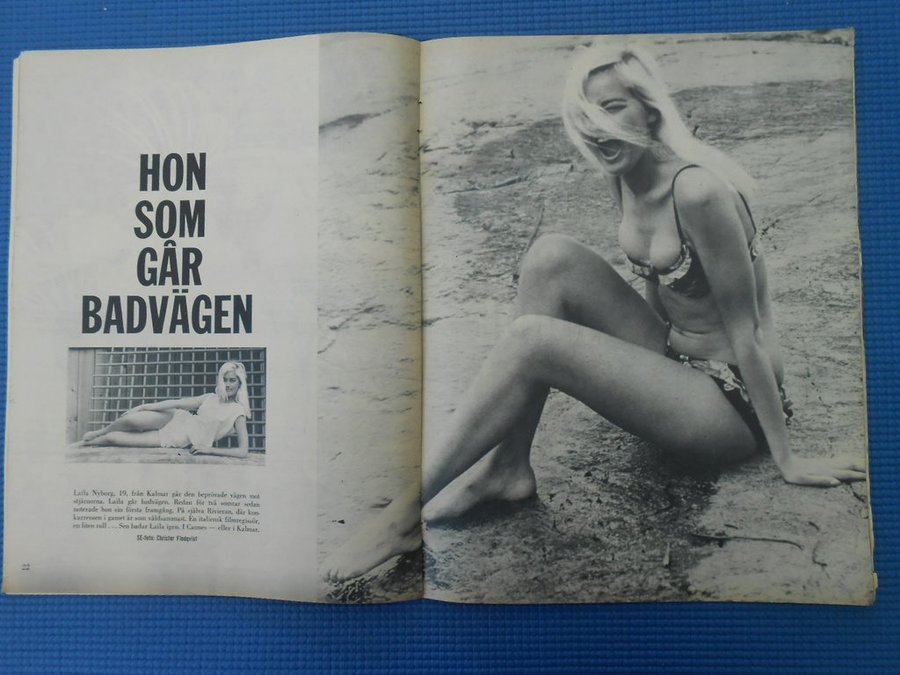 HON
SOM
GÅR
BADVÄGEN
Laila Nyborg, 19, från Kalmar går den beprövade vägen mot
stjärnorna. Laila går badvägen. Redan för två somrar sedan
noterade hon sin första framgång. På själva Rivieran, där kon-
kurrensen i gamet är som våldsammast. En italiensk filmregissör,
en liten roll . . . Sen badar Laila igen. I Cannes — eller i Kalmar.
SE-foto: Christer Findqvist
22